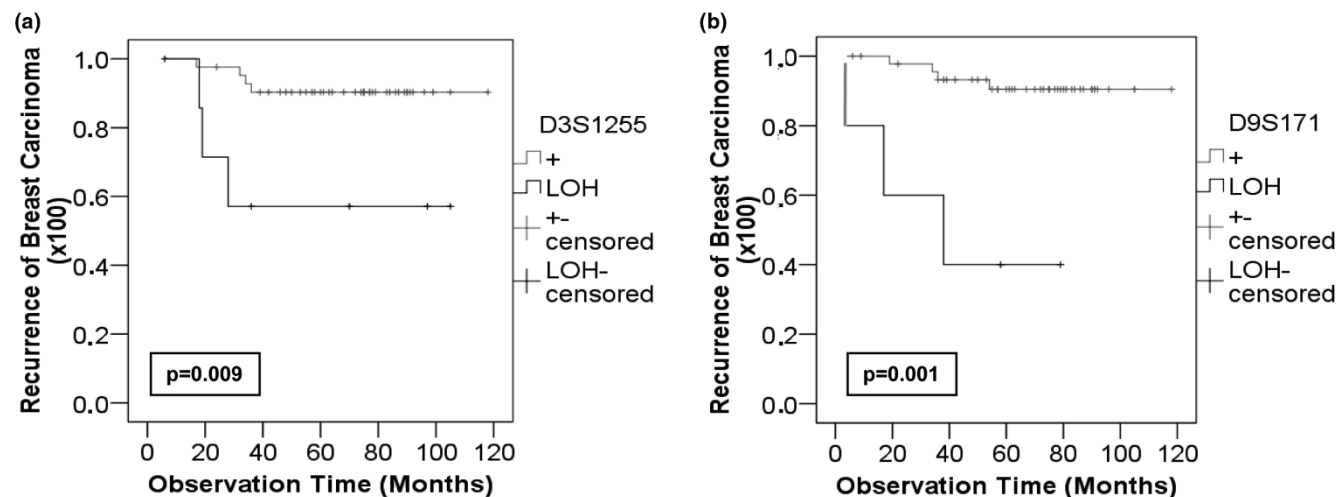 (a)
Recurrence of Breast Carcinoma
(x100)
1.0
0.8
0.6
0.4
0.2
0.0
p=0.009
0 20 40 60 80 100 120
Observation Time (Months)
D3S1255
+
LOH
+-
censored
LOH-
censored
(b)
Recurrence of Breast Carcinoma
(x100)
1.0
0.8
0.6
0.4
0.2
0.0
p=0.001
0 20 40 60 80 100 120
Observation Time (Months)
D9S171
+
LOH
+-
censored
LOH-
censored